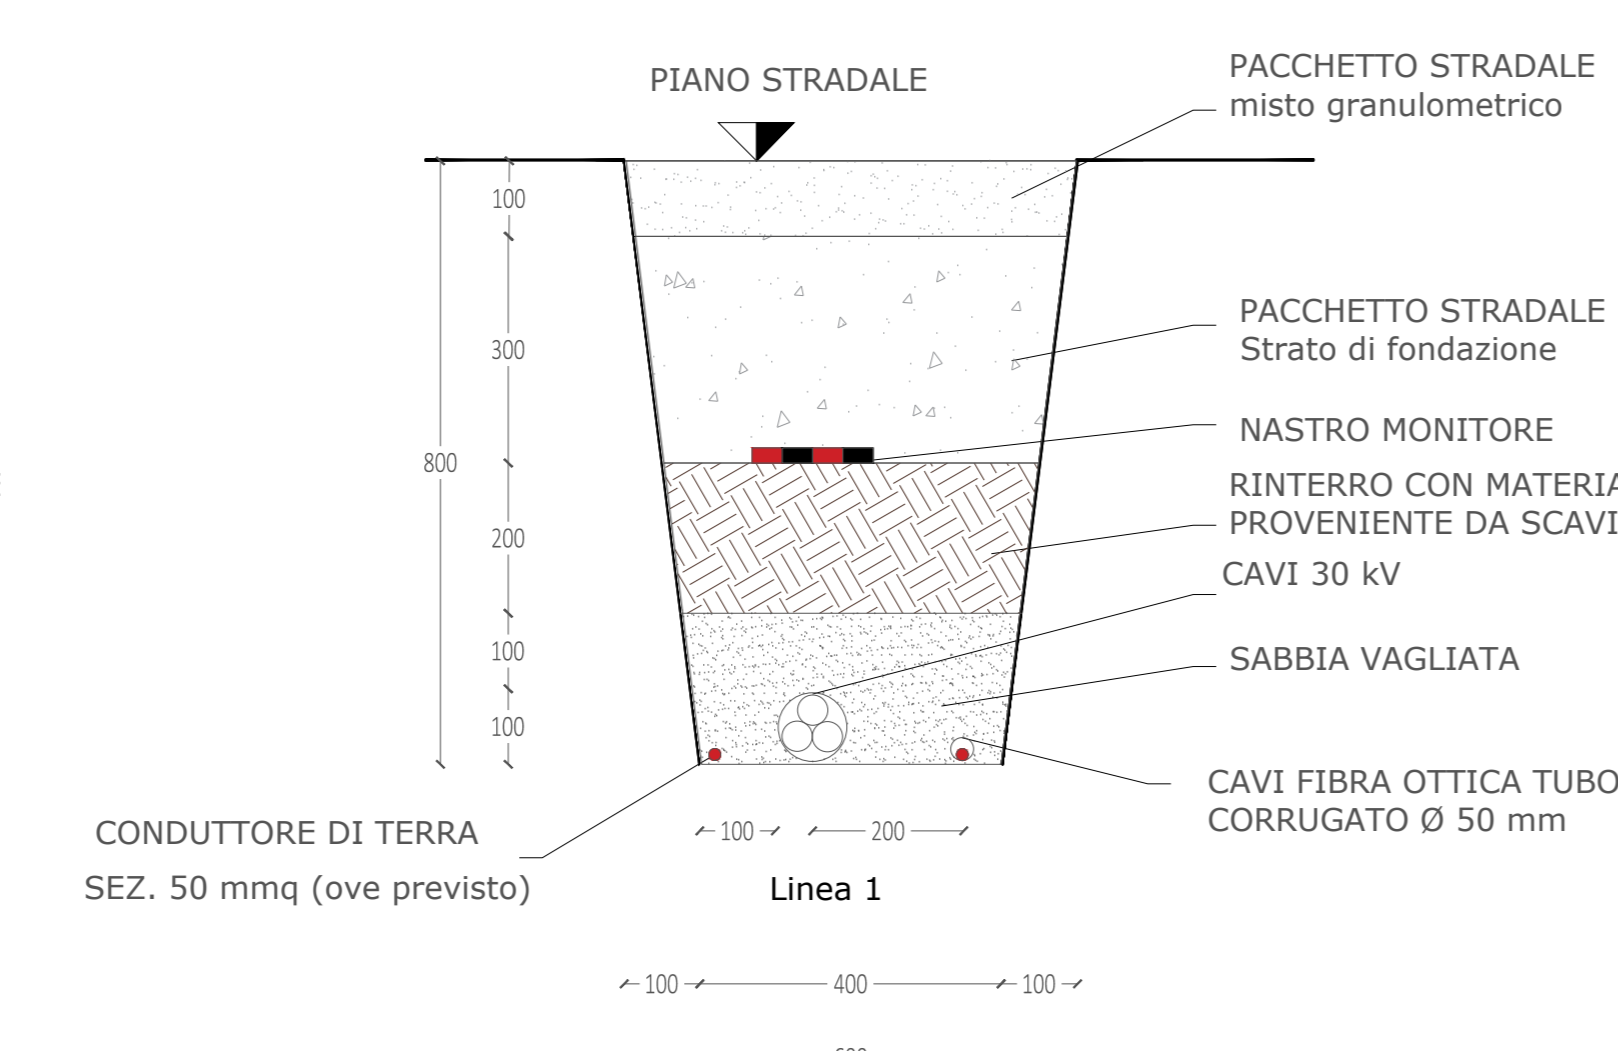 PIANO STRADALE
PACCHETTO STRADALE
misto granulometrico
100
300
800
200
100
100
PACCHETTO STRADALE
Strato di fondazione
NASTRO MONITORE
RINTERRO CON MATERIA
PROVENIENTE DA SCAVI
CAVI 30 kV
SABBIA VAGLIATA
CAVI FIBRA OTTICA TUBO
CORRUGATO Ø 50 mm
CONDUTTORE DI TERRA
SEZ. 50 mmq (ove previsto)
100 200
Linea 1
100 400 100